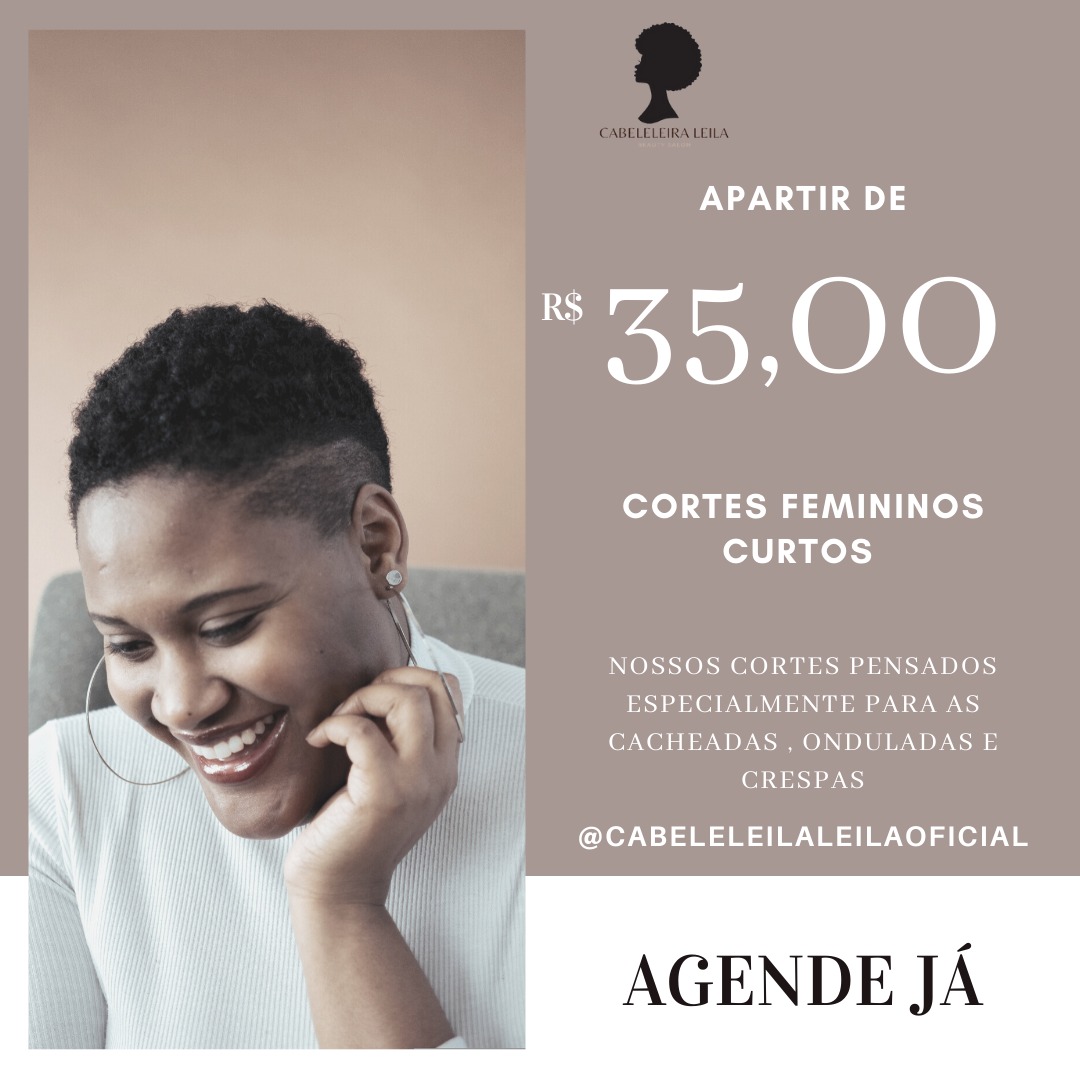 CABELELEIRA LEILA
APARTIR DE
R$ 35,00
CORTES FEMININOS
CURTOS
NOSSOS CORTES PENSADOS
ESPECIALMENTE PARA AS
CACHEADAS , ONDULADAS E
CRESPAS
@CABELELEILALEILAOFICIAL
AGENDE JÁ